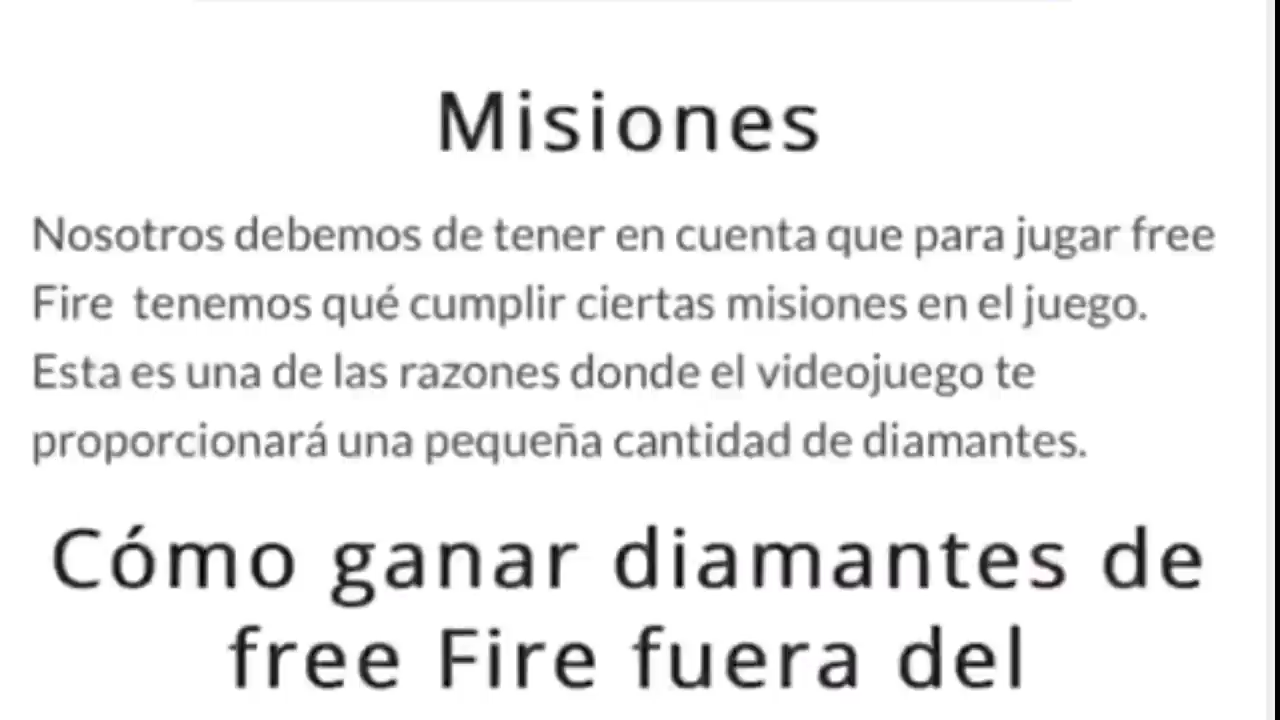 Misiones
Nosotros debemos de tener en cuenta que para jugar free
Fire  tenemos qué cumplir ciertas misiones en el juego.
Esta es una de las razones donde el videojuego te
proporcionará una pequeña cantidad de diamantes.
Cómo ganar diamantes de
free Fire fuera del